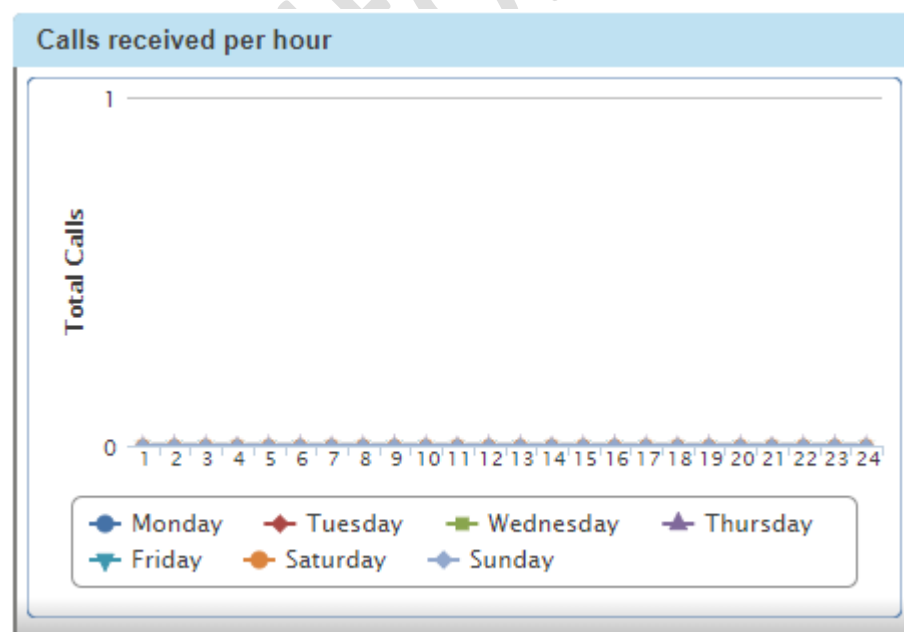 Calls received per hour
1
Total Calls
0
1 2 3 4 5 6 7 8 9 10 11 12 13 14 15 16 17 18 19 20 21 22 23 24
Monday Tuesday Wednesday Thursday
Friday Saturday Sunday